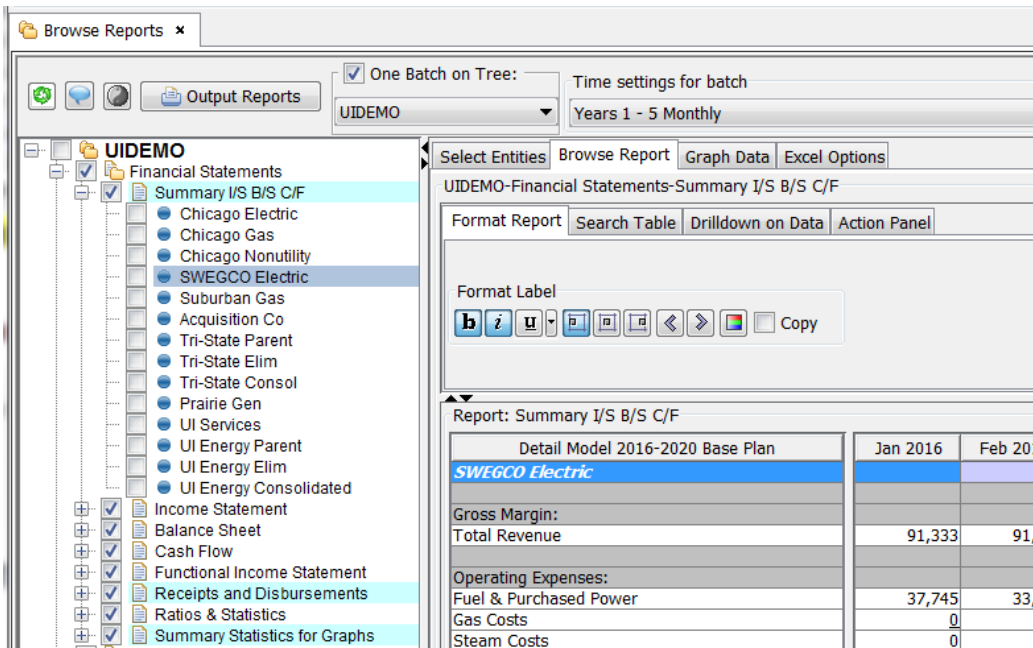 Browse Reports ×
Output Reports
One Batch on Tree:
UIDEMO
Time settings for batch
Years 1 - 5 Monthly
UIDEMO
Financial Statements
Summary I/S B/S C/F
Chicago Electric
Chicago Gas
Chicago Nonutility
SWEGCO Electric
Suburban Gas
Acquisition Co
Tri-State Parent
Tri-State Elim
Tri-State Consol
Prairie Gen
UI Services
UI Energy Parent
UI Energy Elim
UI Energy Consolidated
Income Statement
Balance Sheet
Cash Flow
Functional Income Statement
Receipts and Disbursements
Ratios & Statistics
Summary Statistics for Graphs
Select Entities Browse Report Graph Data Excel Options
UIDEMO-Financial Statements-Summary I/S B/S C/F
Format Report Search Table Drilldown on Data Action Panel
Format Label
b i u Copy
Report: Summary I/S B/S C/F
Detail Model 2016-2020 Base Plan Jan 2016 Feb 20
SWEGCO Electric
Gross Margin:
Total Revenue 91,333 91,
Operating Expenses:
Fuel & Purchased Power 37,745 33,
Gas Costs 0
Steam Costs 0